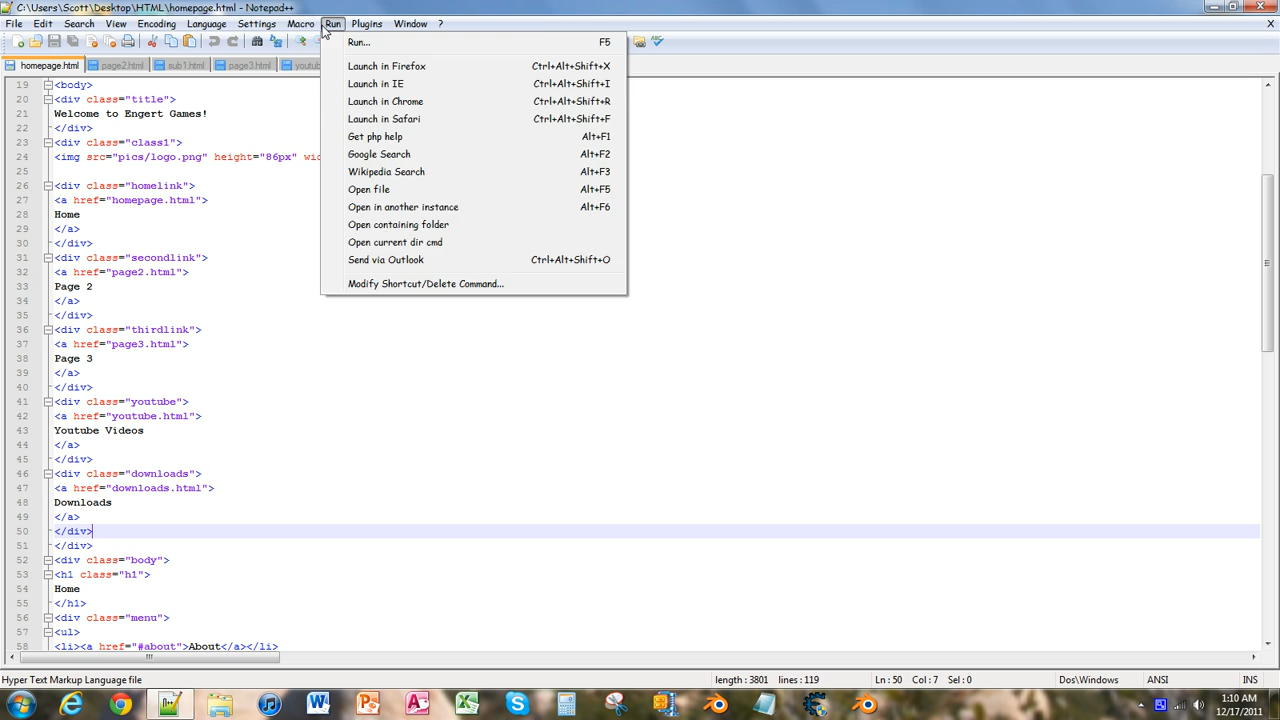 C:\Users\Scott\Desktop\HTML\homepage.html - Notepad++
File Edit Search View Encoding Language Settings Macro Run Plugins Window ?
X
homepage.html page2.html sub1.html page3.html youtu
Run... F5
Launch in Firefox Ctrl+Alt+Shift+X
Launch in IE Ctrl+Alt+Shift+I
Launch in Chrome Ctrl+Alt+Shift+R
Launch in Safari Ctrl+Alt+Shift+F
Get php help Alt+F1
Google Search Alt+F2
Wikipedia Search Alt+F3
Open file Alt+F5
Open in another instance Alt+F6
Open containing folder
Open current dir cmd
Send via Outlook Ctrl+Alt+Shift+O
Modify Shortcut/Delete Command...
19 <body>
20 <div class="title">
21 Welcome to Engert Games!
22 </div>
23 <div class="class1">
24 <img src="pics/logo.png" height="86px" wid
25
26 <div class="homelink">
27 <a href="homepage.html">
28 Home
29 </a>
30 </div>
31 <div class="secondlink">
32 <a href="page2.html">
33 Page 2
34 </a>
35 </div>
36 <div class="thirdlink">
37 <a href="page3.html">
38 Page 3
39 </a>
40 </div>
41 <div class="youtube">
42 <a href="youtube.html">
43 Youtube Videos
44 </a>
45 </div>
46 <div class="downloads">
47 <a href="downloads.html">
48 Downloads
49 </a>
50 </div>
51 </div>
52 <div class="body">
53 <h1 class="h1">
54 Home
55 </h1>
56 <div class="menu">
57 <ul>
58 <li><a href="#about">About</a></li>
Hyper Text Markup Language file length : 3801 lines : 119 Ln : 50 Col : 7 Sel : 0 Dos\Windows ANSI INS
1:10 AM
12/17/2011